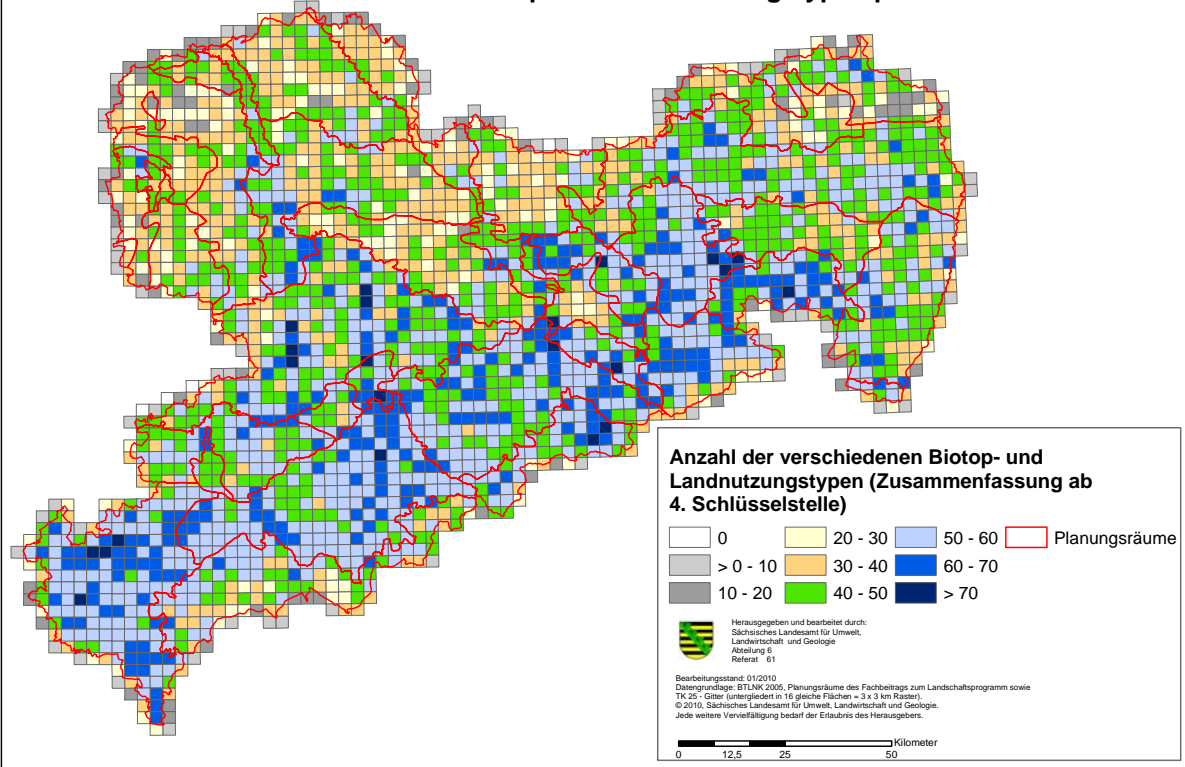 Anzahl der verschiedenen Biotop- und
Landnutzungstypen (Zusammenfassung ab
4. Schlüsselstelle)
0
20 - 30
50 - 60
Planungsräume
> 0 - 10
30 - 40
60 - 70
10 - 20
40 - 50
> 70
Herausgegeben und bearbeitet durch:
Sächsisches Landesamt für Umwelt,
Landwirtschaft und Geologie
Abteilung 6
Referat 61
Bearbeitungsstand: 01/2010
Datengrundlage: BTLNK 2005, Planungsräume des Fachbeitrags zum Landschaftsprogramm sowie
TK 25 - Gitter (untergliedert in 16 gleiche Flächen = 3 x 3 km Raster).
© 2010, Sächisches Landesamt für Umwelt, Landwirtschaft und Geologie.
Jede weitere Vervielfältigung bedarf der Erlaubnis des Herausgebers.
Kilometer
0 12,5 25 50